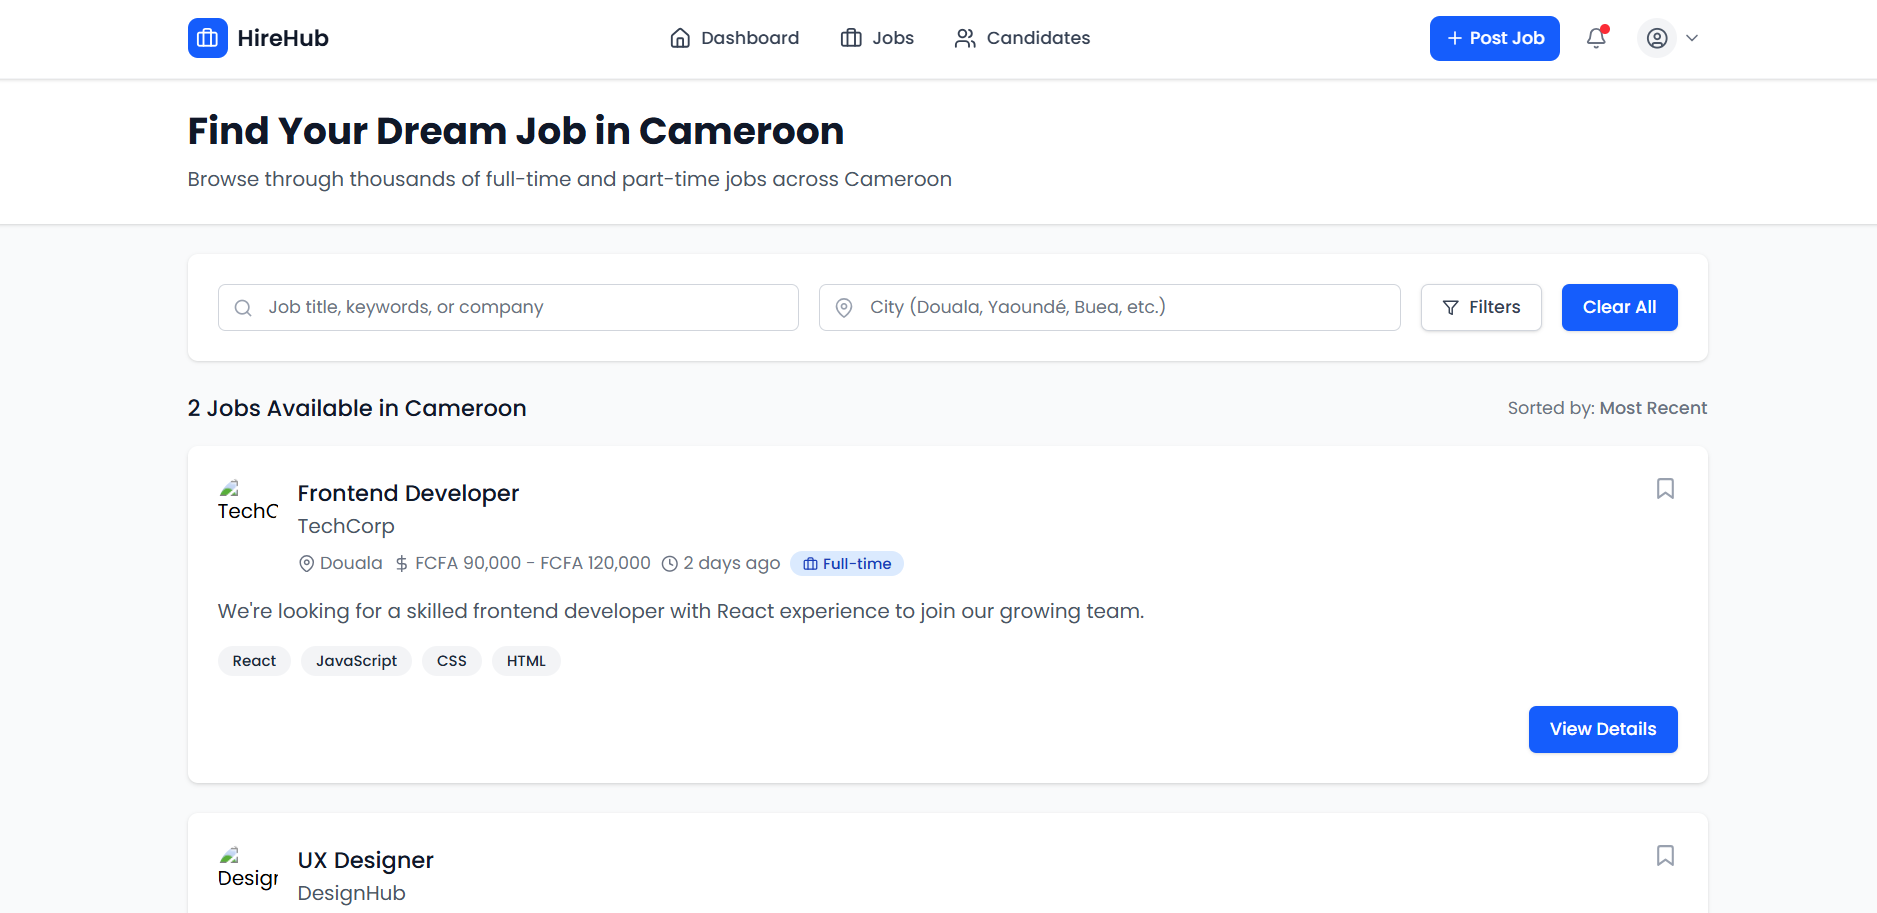 HireHub
Dashboard
Jobs
Candidates
+ Post Job
Find Your Dream Job in Cameroon
Browse through thousands of full-time and part-time jobs across Cameroon
Job title, keywords, or company
City (Douala, Yaoundé, Buea, etc.)
Filters
Clear All
2 Jobs Available in Cameroon
Sorted by: Most Recent
TechC
Frontend Developer
TechCorp
Douala $ FCFA 90,000 - FCFA 120,000 2 days ago Full-time
We're looking for a skilled frontend developer with React experience to join our growing team.
React JavaScript CSS HTML
View Details
Desigr
UX Designer
DesignHub